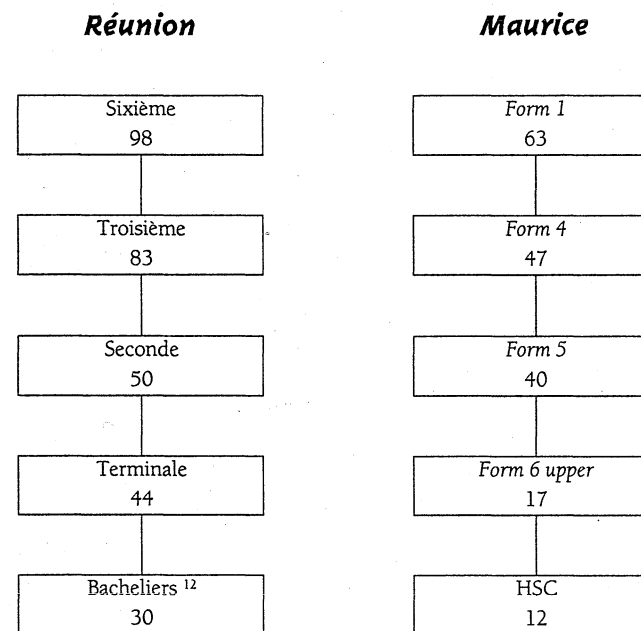 Réunion
Sixième
98
Troisième
83
Seconde
50
Terminale
44
Bacheliers 12
30
Maurice
Form 1
63
Form 4
47
Form 5
40
Form 6 upper
17
HSC
12